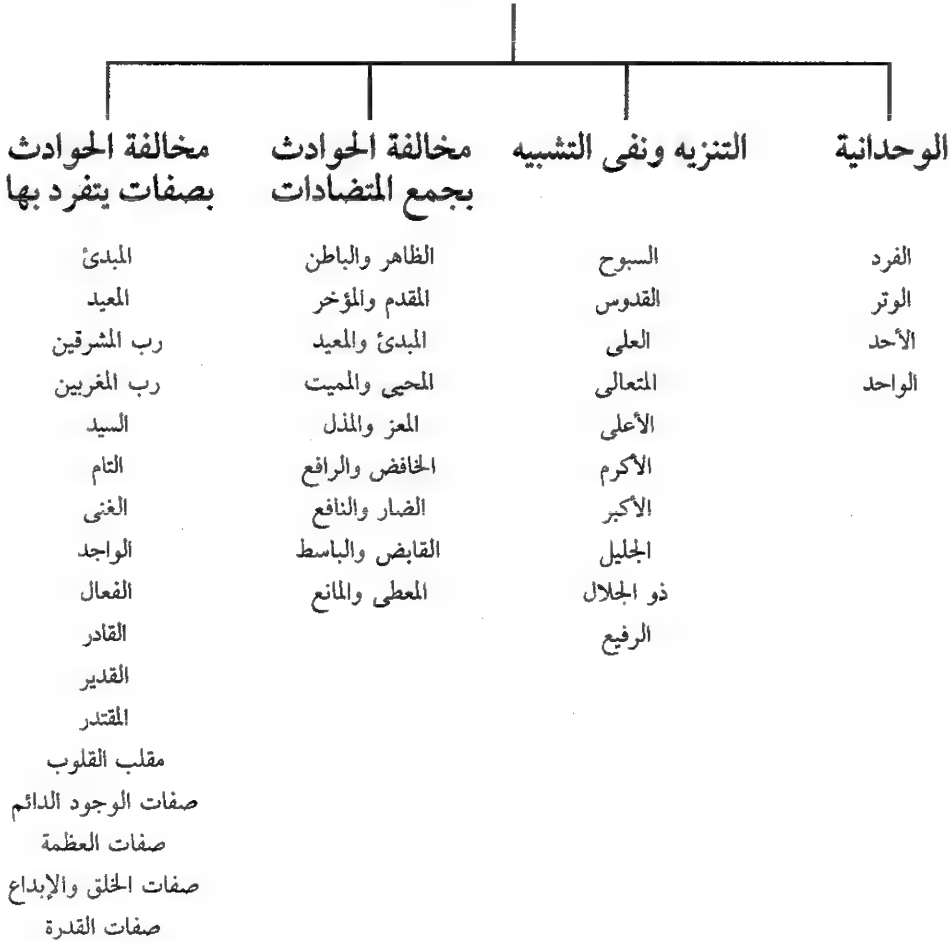 الوحدانية
الفرد
الوتر
الأحد
الواحد
التنزيه ونفى التشبيه
السبوح
القدوس
العلى
المتعالى
الأعلى
الأكرم
الأكبر
الجليل
ذو الجلال
الرفيع
مخالفة الحوادث
بجمع المتضادات
الظاهر والباطن
المقدم والمؤخر
المبدئ والمعيد
المحيى والمميت
المعز والمذل
الخافض والرافع
الضار والنافع
القابض والباسط
المعطى والمانع
مخالفة الحوادث
بصفات يتفرد بها
المبدئ
المعيد
رب المشرقين
رب المغربين
السيد
التام
الغنى
الواجد
الفعال
القادر
القدير
المقتدر
مقلب القلوب
صفات الوجود الدائم
صفات العظمة
صفات الخلق والإبداع
صفات القدرة